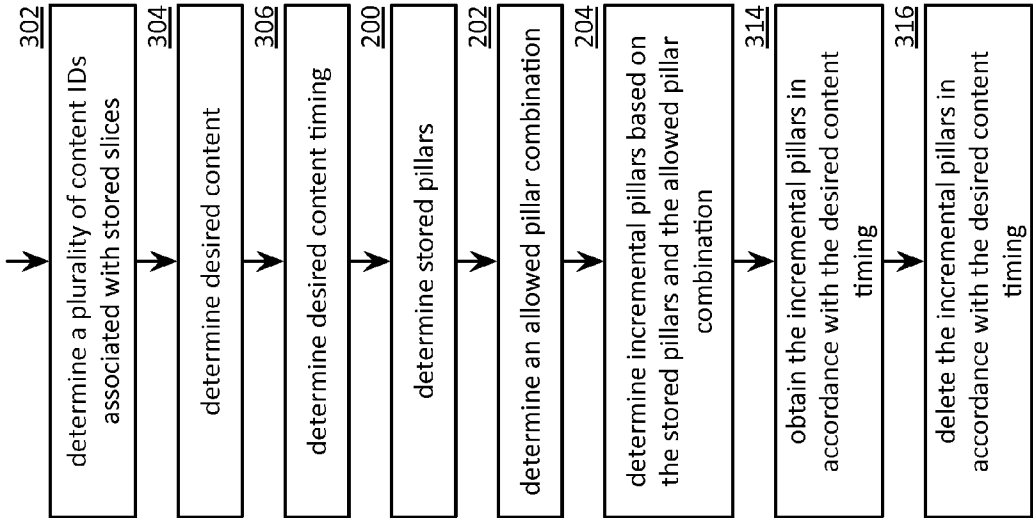 302
determine a plurality of content IDs
associated with stored slices
304
determine desired content
306
determine desired content timing
200
determine stored pillars
202
determine an allowed pillar combination
204
determine incremental pillars based on
the stored pillars and the allowed pillar
combination
314
obtain the incremental pillars in
accordance with the desired content
timing
316
delete the incremental pillars in
accordance with the desired content
timing